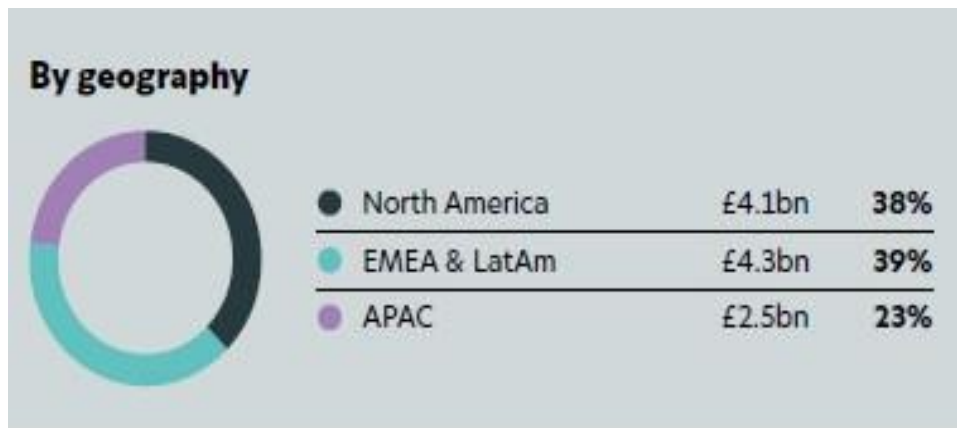 By geography
North America £4.1bn 38%
EMEA & LatAm £4.3bn 39%
APAC £2.5bn 23%